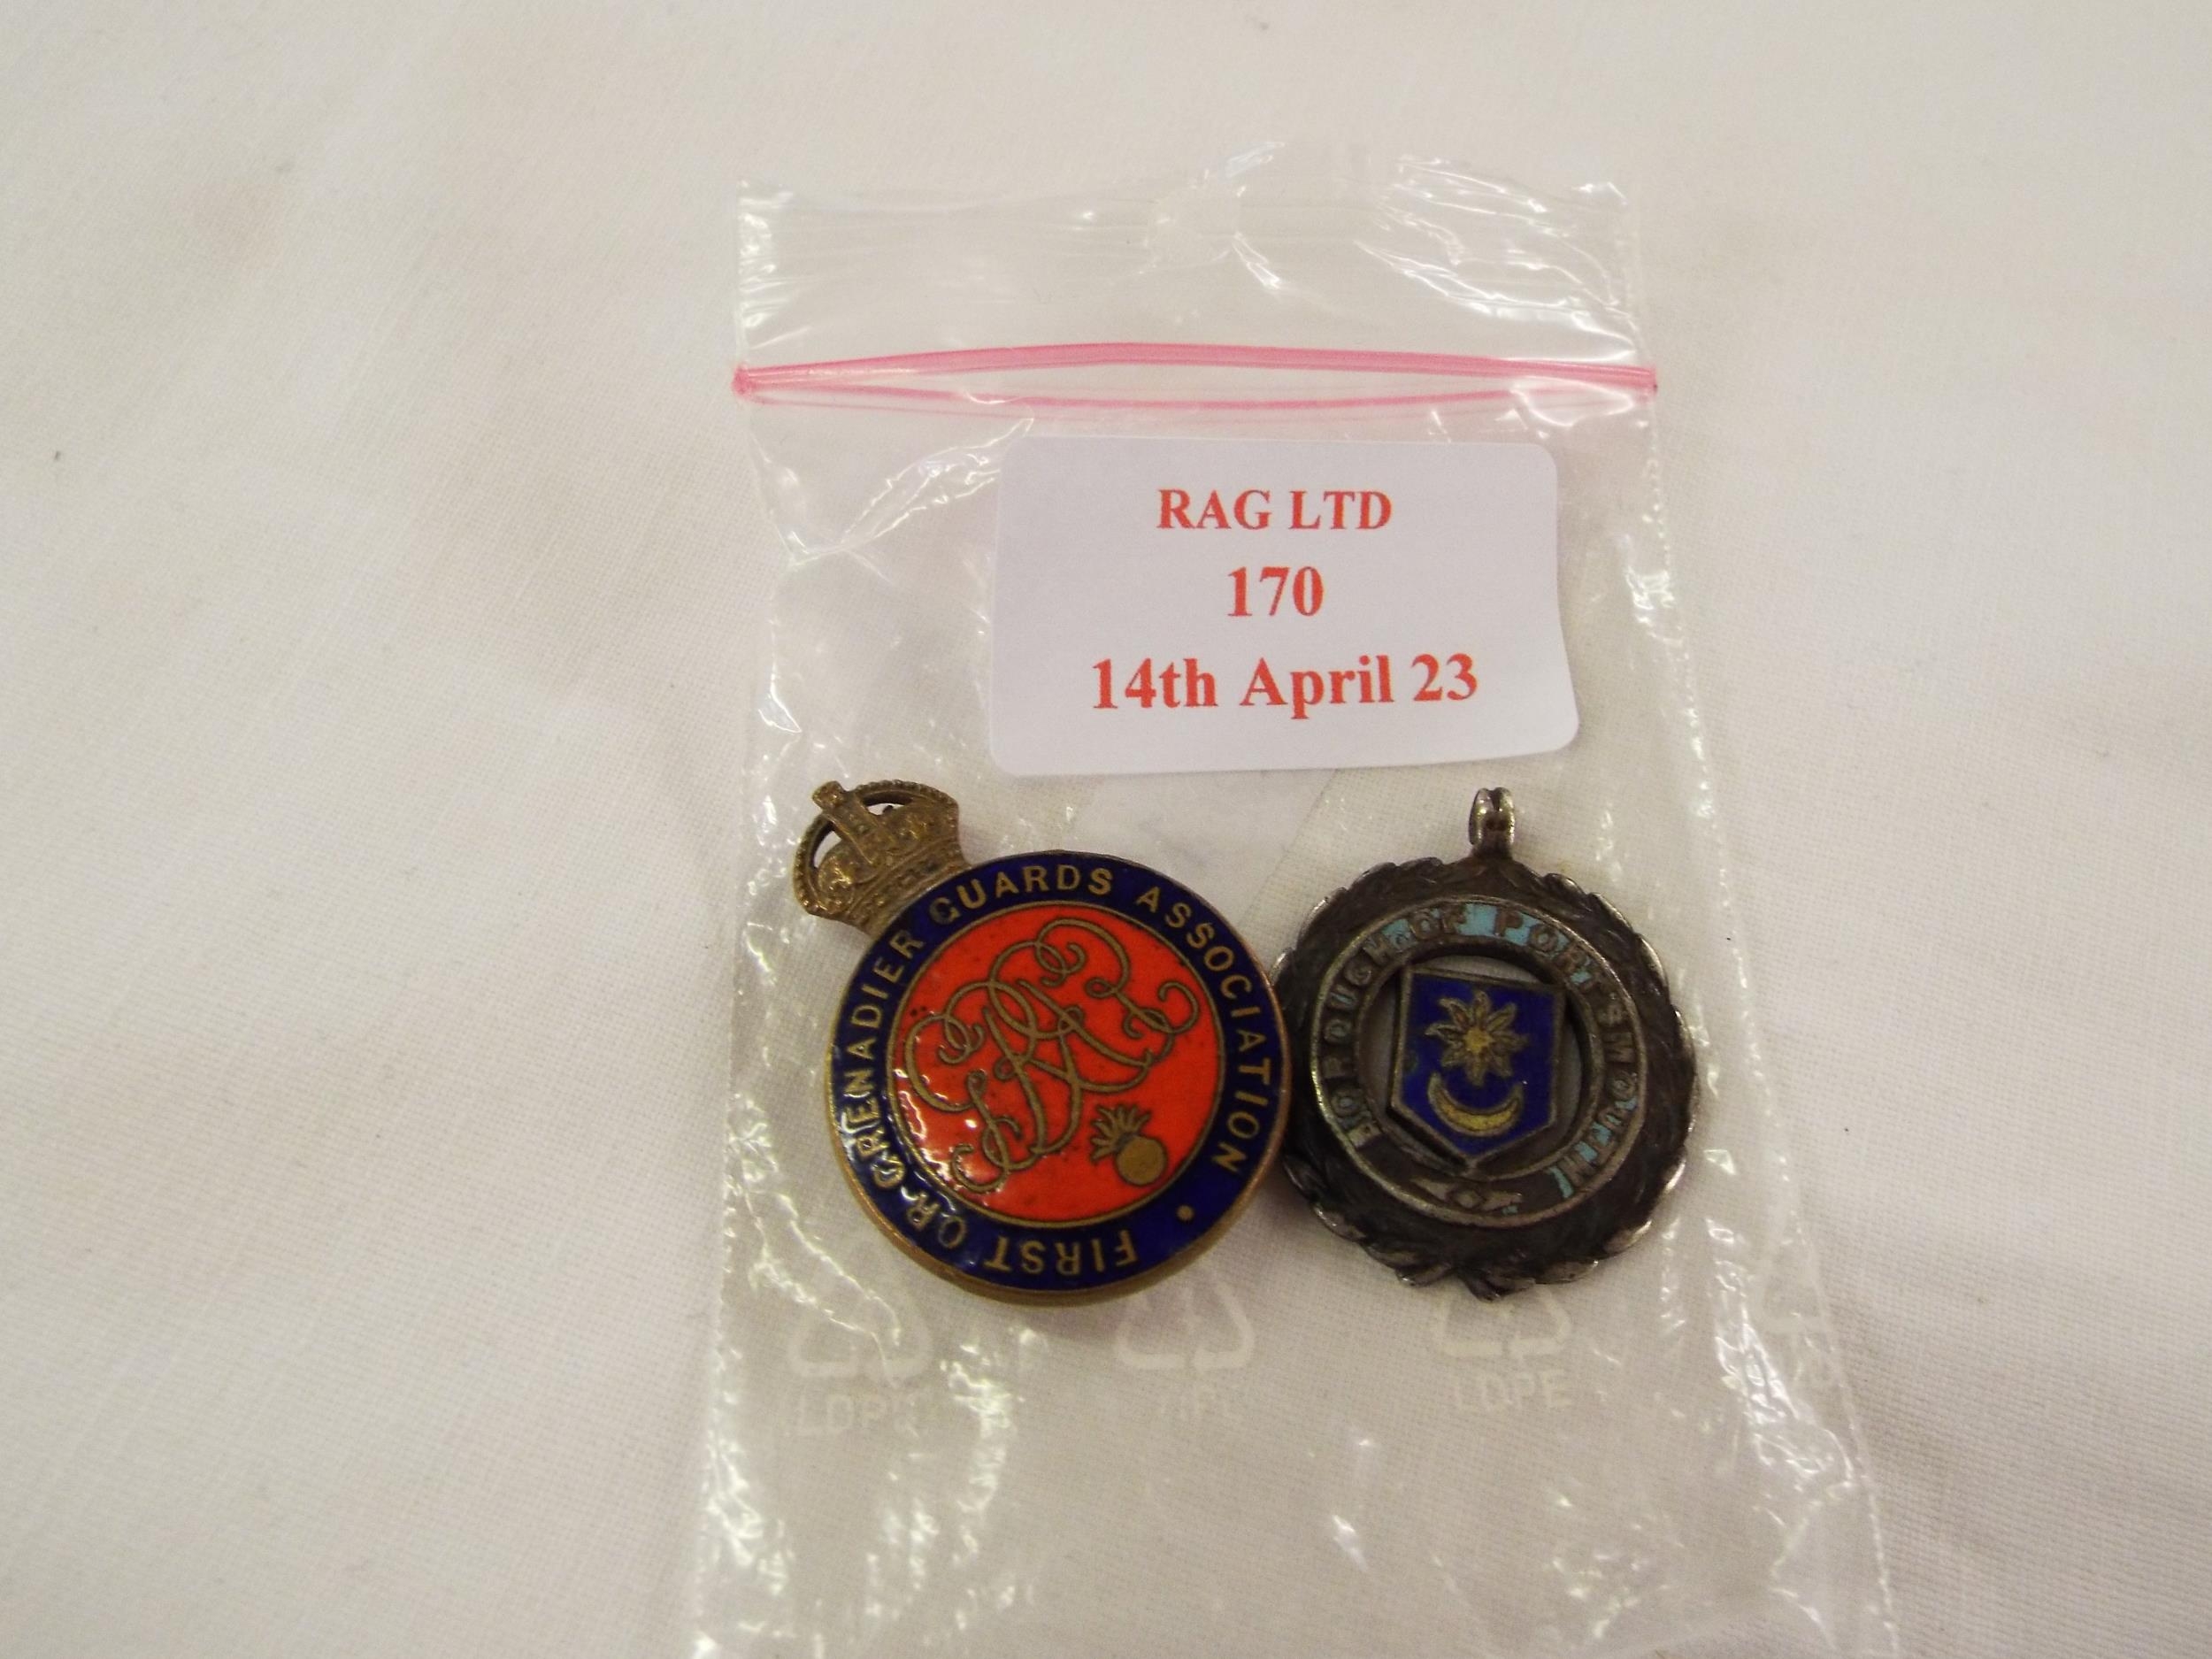 RAG LTD
170
14th April 23
FIRST OR GRENADIER GUARDS ASSOCIATION
BOROUGH OF PORTSMOUTH
LDPE
LDPE